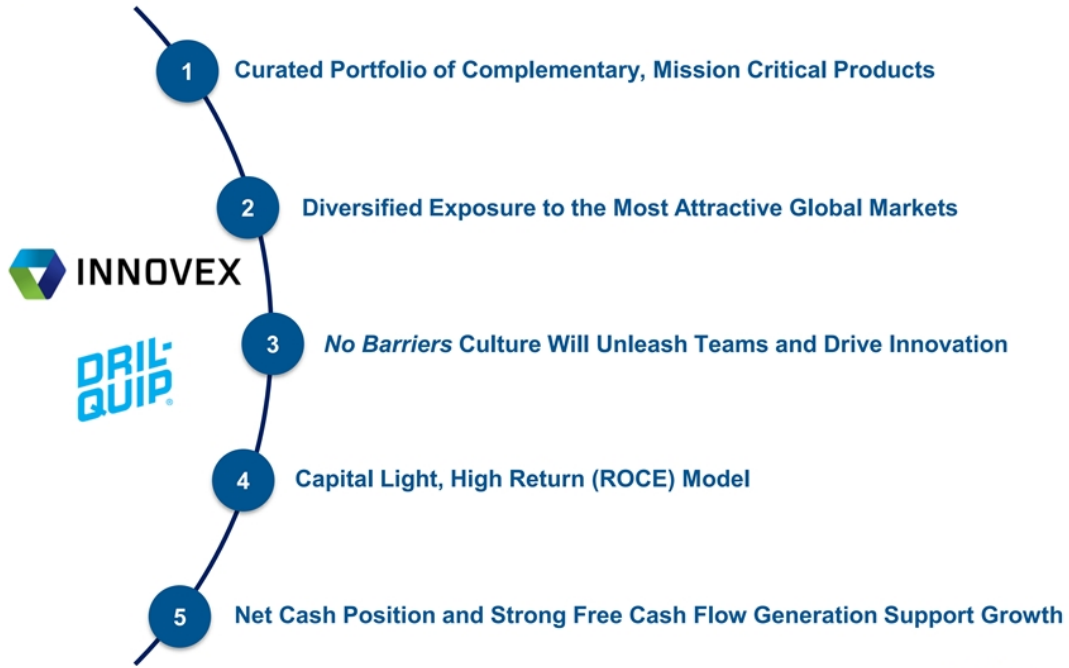 1
Curated Portfolio of Complementary, Mission Critical Products
2
Diversified Exposure to the Most Attractive Global Markets
INNOVEX
3
No Barriers Culture Will Unleash Teams and Drive Innovation
DRIL-
QUIP®
4
Capital Light, High Return (ROCE) Model
5
Net Cash Position and Strong Free Cash Flow Generation Support Growth